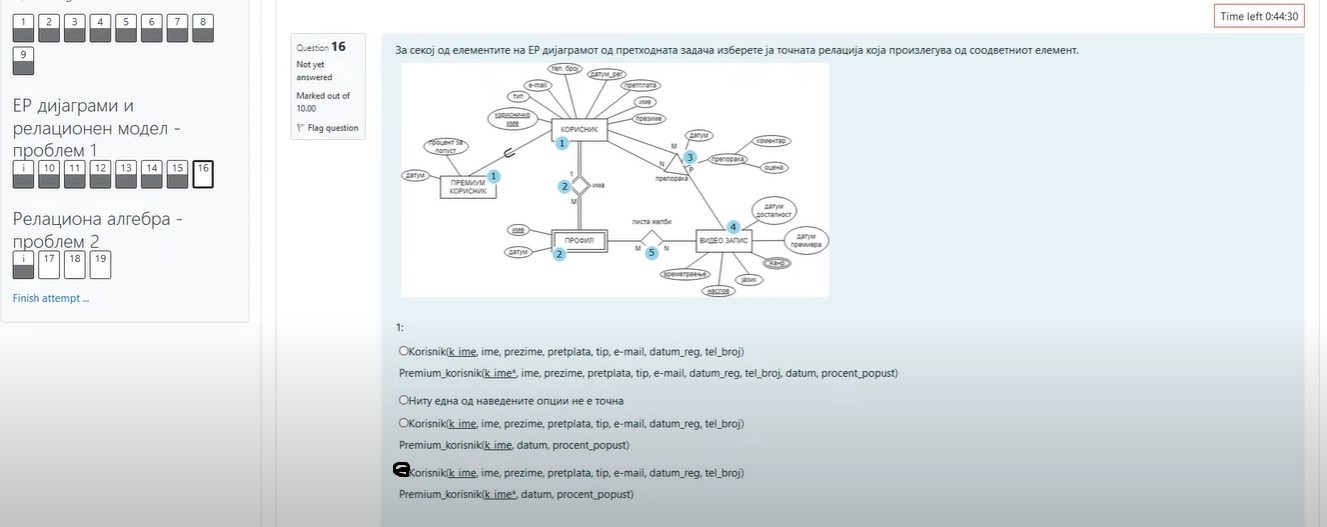 Time left 0:44:30
1 2 3 4 5 6 7 8
9
ЕР дијаграми и
релационен модел -
проблем 1
i 10 11 12 13 14 15 16
Релациона алгебра -
проблем 2
i 17 18 19
Finish attempt ...
Question 16
Not yet
answered
Marked out of
10.00
Flag question
За секој од елементите на ЕР дијаграмот од претходната задача изберете ја точната релација која произлегува од соодветниот елемент.
тел. број
датум_рег
e-mail
претплата
тип
име
корисничко
име
презиме
КОРИСНИК
1
процент за
попуст
датум
ПРЕМИУМ
КОРИСНИК
1
M
датум
3
N
P
препорака
препорака
коментар
оцена
1
2
има
M
име
датум
ПРОФИЛ
2
листа желби
M
5
N
4
ВИДЕО ЗАПИС
датум
достапност
датум
премиера
жанр
јазик
наслов
времетраење
1:
Korisnik(k_ime, ime, prezime, pretplata, tip, e-mail, datum_reg, tel_broj)
Premium_korisnik(k_ime*, ime, prezime, pretplata, tip, e-mail, datum_reg, tel_broj, datum, procent_popust)
Ниту една од наведените опции не е точна
Korisnik(k_ime, ime, prezime, pretplata, tip, e-mail, datum_reg, tel_broj)
Premium_korisnik(k_ime, datum, procent_popust)
Korisnik(k_ime, ime, prezime, pretplata, tip, e-mail, datum_reg, tel_broj)
Premium_korisnik(k_ime*, datum, procent_popust)